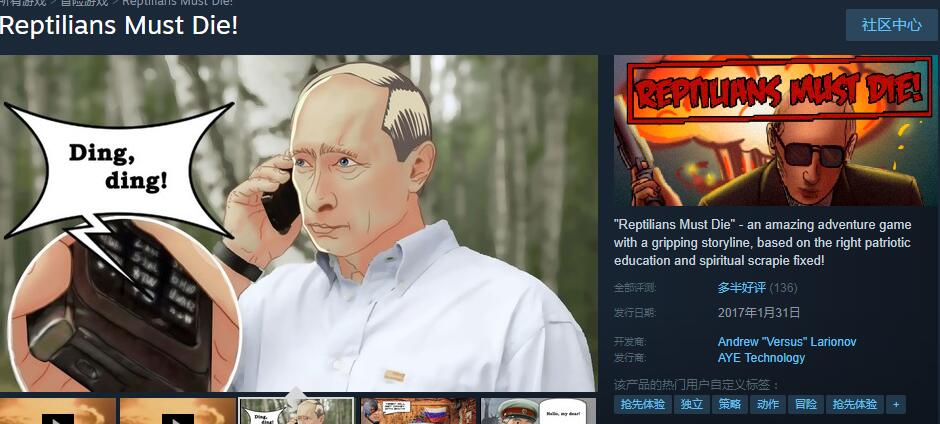 所有游戏 > 冒险游戏 > Reptilians Must Die!
Reptilians Must Die!
社区中心
Ding,
ding!
REPTILIANS MUST DIE!
"Reptilians Must Die" - an amazing adventure game
with a gripping storyline, based on the right patriotic
education and spiritual scrapie fixed!
全部评测: 多半好评 (136)
发行日期: 2017年1月31日
开发商: Andrew "Versus" Larionov
发行商: AYE Technology
该产品的热门用户自定义标签：
抢先体验 独立 策略 动作 冒险 抢先体验 +
Hello, my dear!